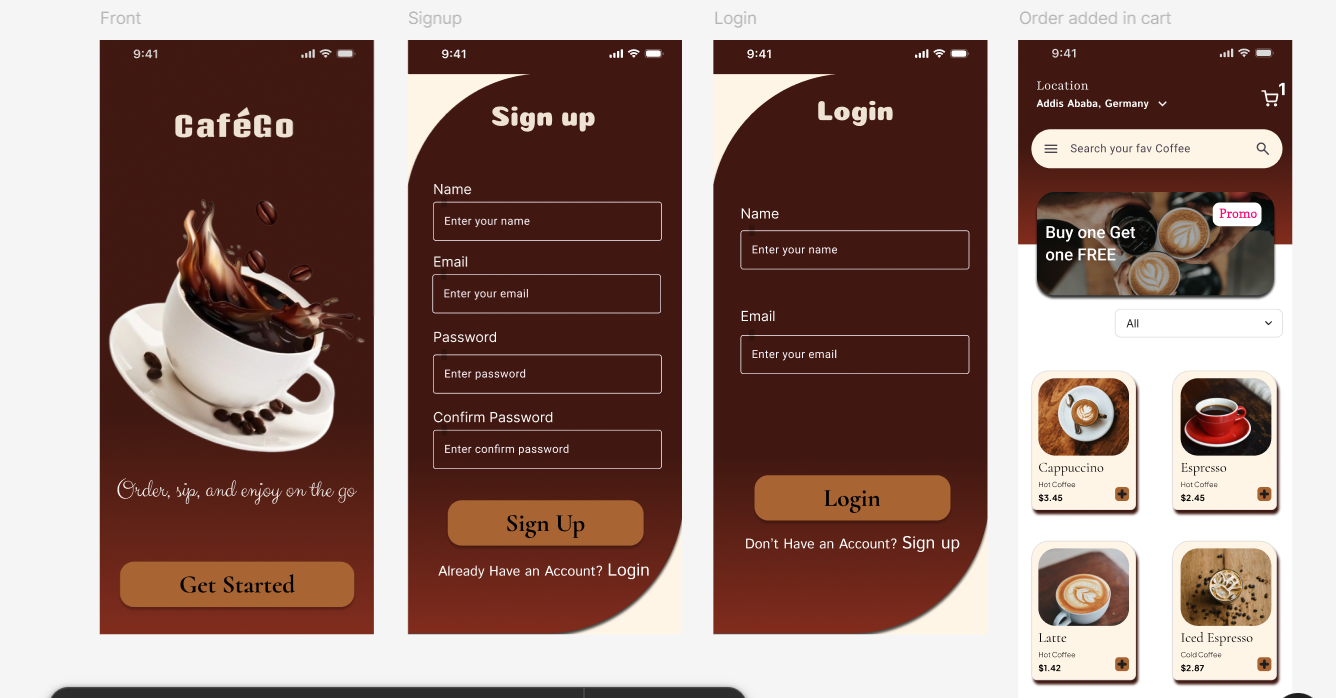 Front
9:41
CaféGo
Order, sip, and enjoy on the go
Get Started
Signup
9:41
Sign up
Name
Enter your name
Email
Enter your email
Password
Enter password
Confirm Password
Enter confirm password
Sign Up
Already Have an Account? Login
Login
9:41
Login
Name
Enter your name
Email
Enter your email
Login
Don't Have an Account? Sign up
Order added in cart
9:41
Location
Addis Ababa, Germany
1
Search your fav Coffee
Promo
Buy one Get
one FREE
All
Cappuccino
Hot Coffee
$3.45
Espresso
Hot Coffee
$2.45
Latte
Hot Coffee
$1.42
Iced Espresso
Cold Coffee
$2.87